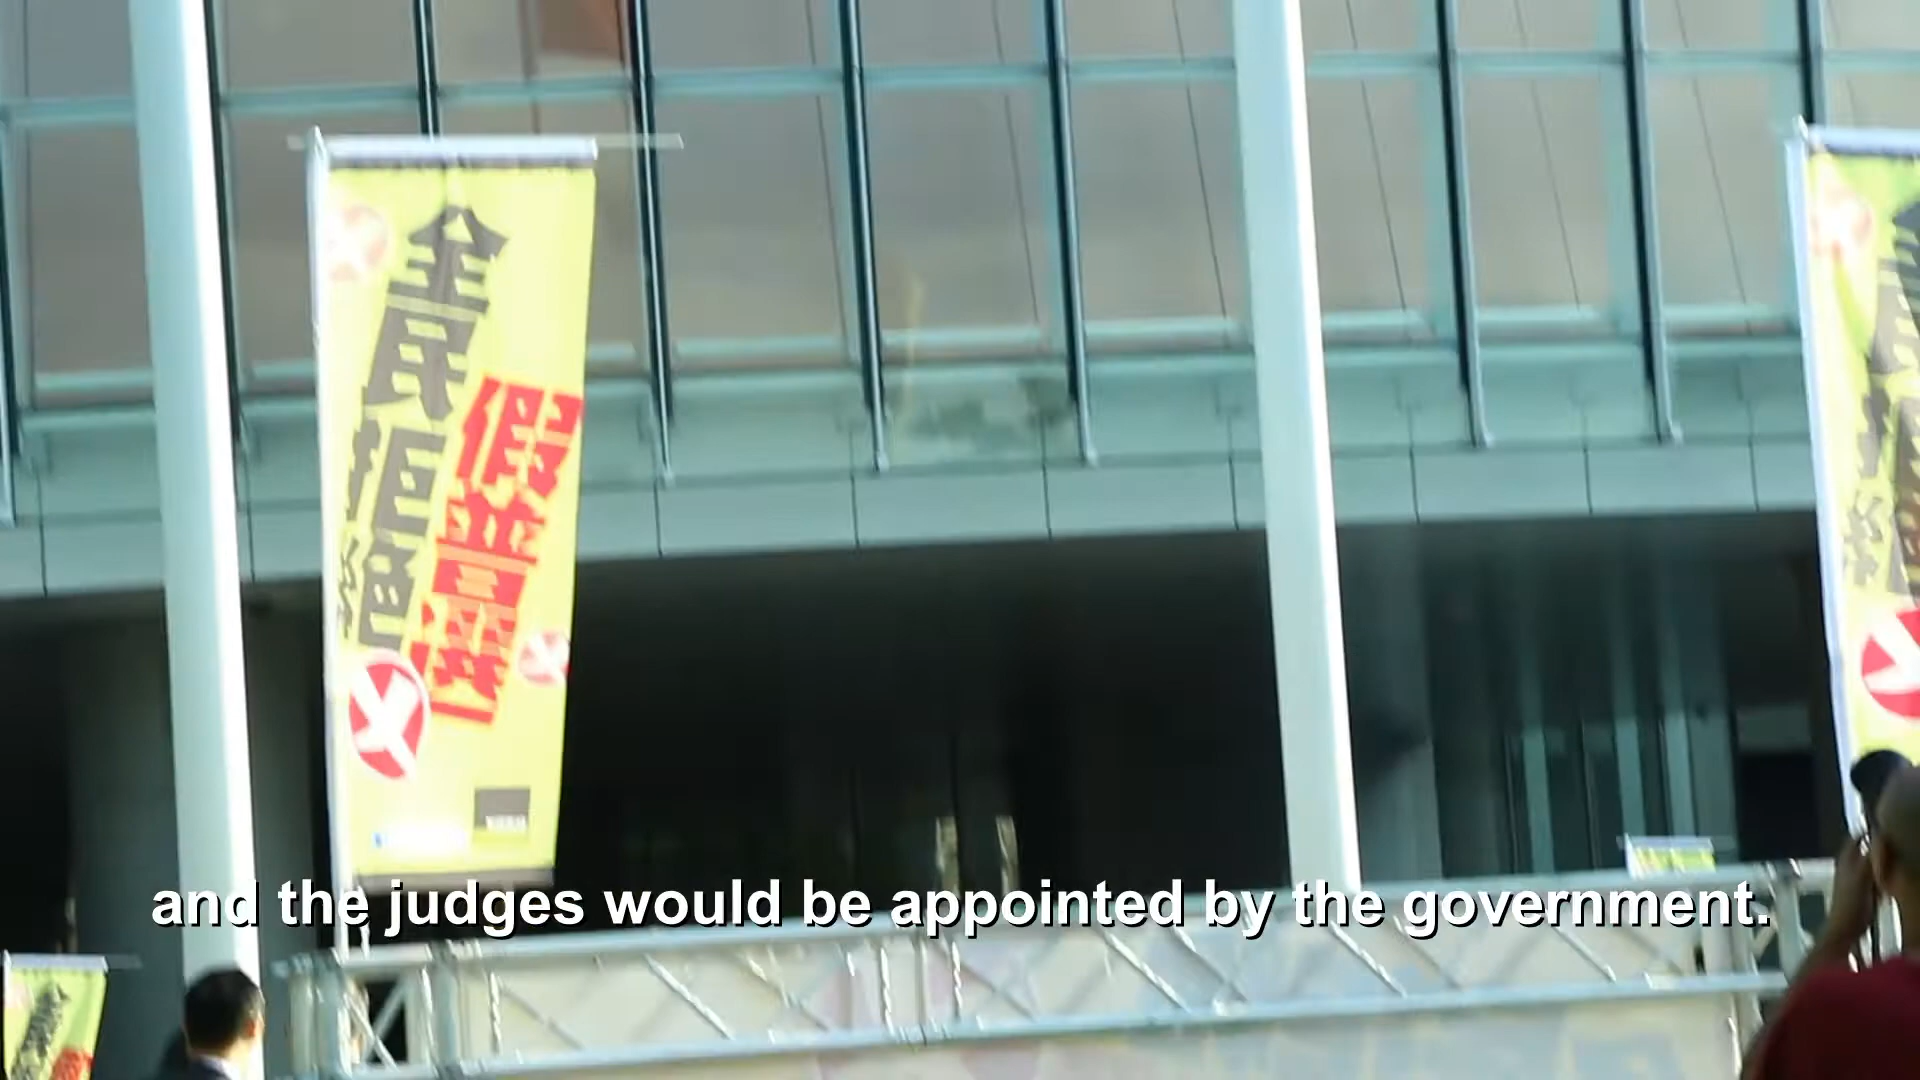 全民拒絕
假普選
and the judges would be appointed by the government.